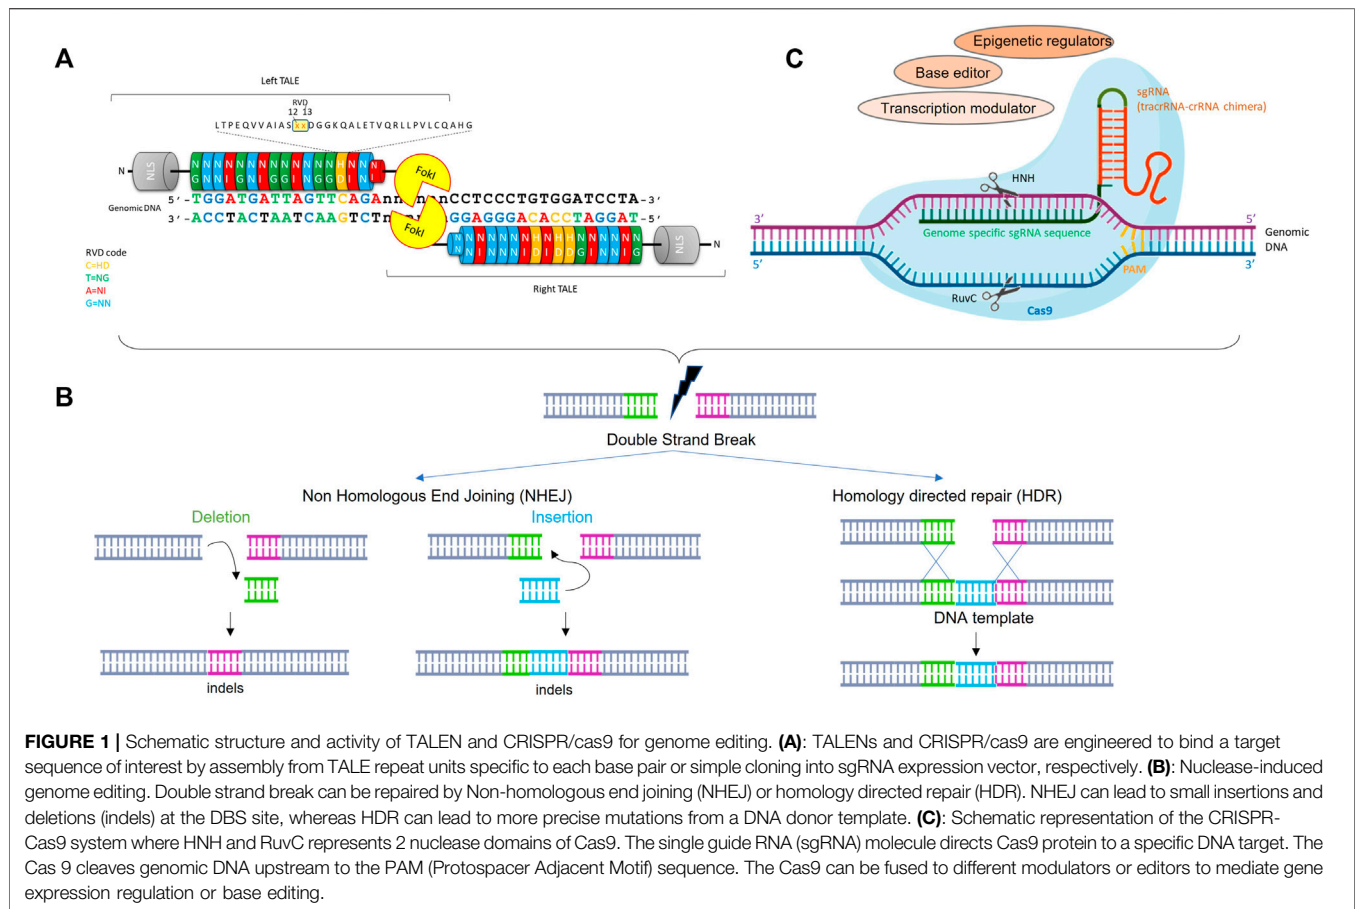 A
Left TALE
RVD
12 13
LTPEQVVAIASxxDGGKQALETVQRLLPVLCQAHG
N
NLS
N N N N N N N N N N N H N N N
G N N I G N I G G I N G G D I N I
FokI
5'-TGGATGATTAGTTCAGAnn nnCCTCCCTGTGGATCCTA-
Genomic DNA
3'-ACCTACTAATCAAGTCTn GGAGGGACACCTAGGAT-5'
FokI
NLS
N
RVD code
C=HD
T=NG
A=NI
G=NN
Right TALE
C
Epigenetic regulators
Base editor
Transcription modulator
sgRNA
(tracrRNA-crRNA chimera)
HNH
3'
5'
Genome specific sgRNA sequence
Genomic
DNA
5'
PAM
3'
RuvC
Cas9
B
Double Strand Break
Non Homologous End Joining (NHEJ)
Homology directed repair (HDR)
Deletion
Insertion
DNA template
indels
indels
FIGURE 1 | Schematic structure and activity of TALEN and CRISPR/cas9 for genome editing. (A): TALENs and CRISPR/cas9 are engineered to bind a target
sequence of interest by assembly from TALE repeat units specific to each base pair or simple cloning into sgRNA expression vector, respectively. (B): Nuclease-induced
genome editing. Double strand break can be repaired by Non-homologous end joining (NHEJ) or homology directed repair (HDR). NHEJ can lead to small insertions and
deletions (indels) at the DBS site, whereas HDR can lead to more precise mutations from a DNA donor template. (C): Schematic representation of the CRISPR-
Cas9 system where HNH and RuvC represents 2 nuclease domains of Cas9. The single guide RNA (sgRNA) molecule directs Cas9 protein to a specific DNA target. The
Cas 9 cleaves genomic DNA upstream to the PAM (Protospacer Adjacent Motif) sequence. The Cas9 can be fused to different modulators or editors to mediate gene
expression regulation or base editing.